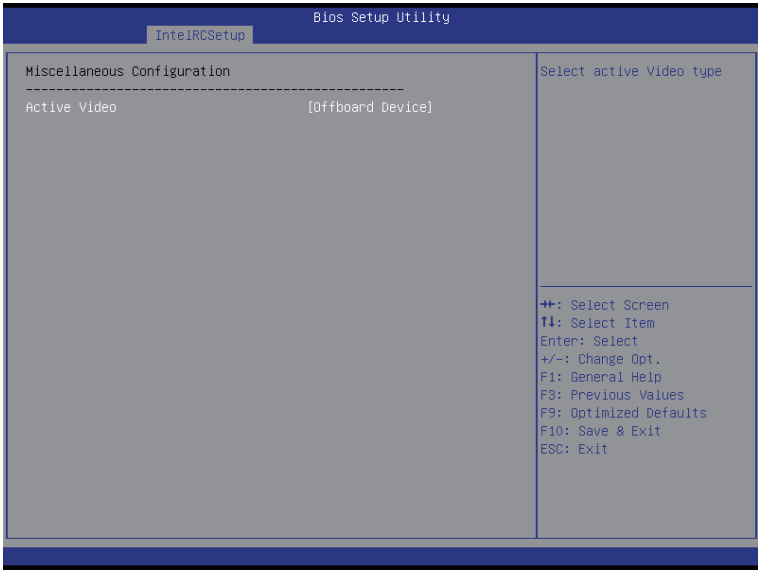 Bios Setup Utility
IntelRCSetup
Miscellaneous Configuration
--------------------------------------------------
Active Video [Offboard Device]
Select active Video type
→←: Select Screen
↑↓: Select Item
Enter: Select
+/-: Change Opt.
F1: General Help
F3: Previous Values
F9: Optimized Defaults
F10: Save & Exit
ESC: Exit